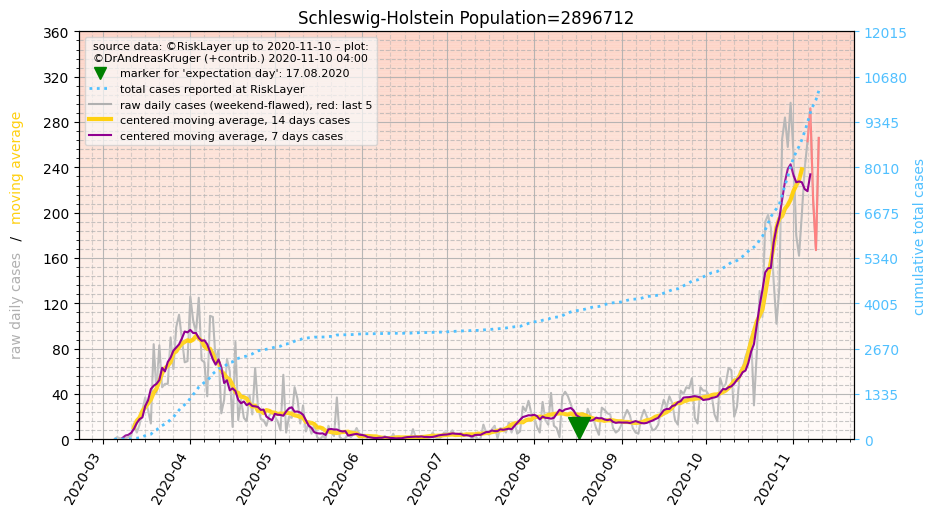 Schleswig-Holstein Population=2896712
source data: ©RiskLayer up to 2020-11-10 – plot:
©DrAndreasKruger (+contrib.) 2020-11-10 04:00
marker for 'expectation day': 17.08.2020
total cases reported at RiskLayer
raw daily cases (weekend-flawed), red: last 5
centered moving average, 14 days cases
centered moving average, 7 days cases
raw daily cases / moving average
360
320
280
240
200
160
120
80
40
0
12015
10680
9345
8010
6675
5340
4005
2670
1335
0
cumulative total cases
2020-03
2020-04
2020-05
2020-06
2020-07
2020-08
2020-09
2020-10
2020-11